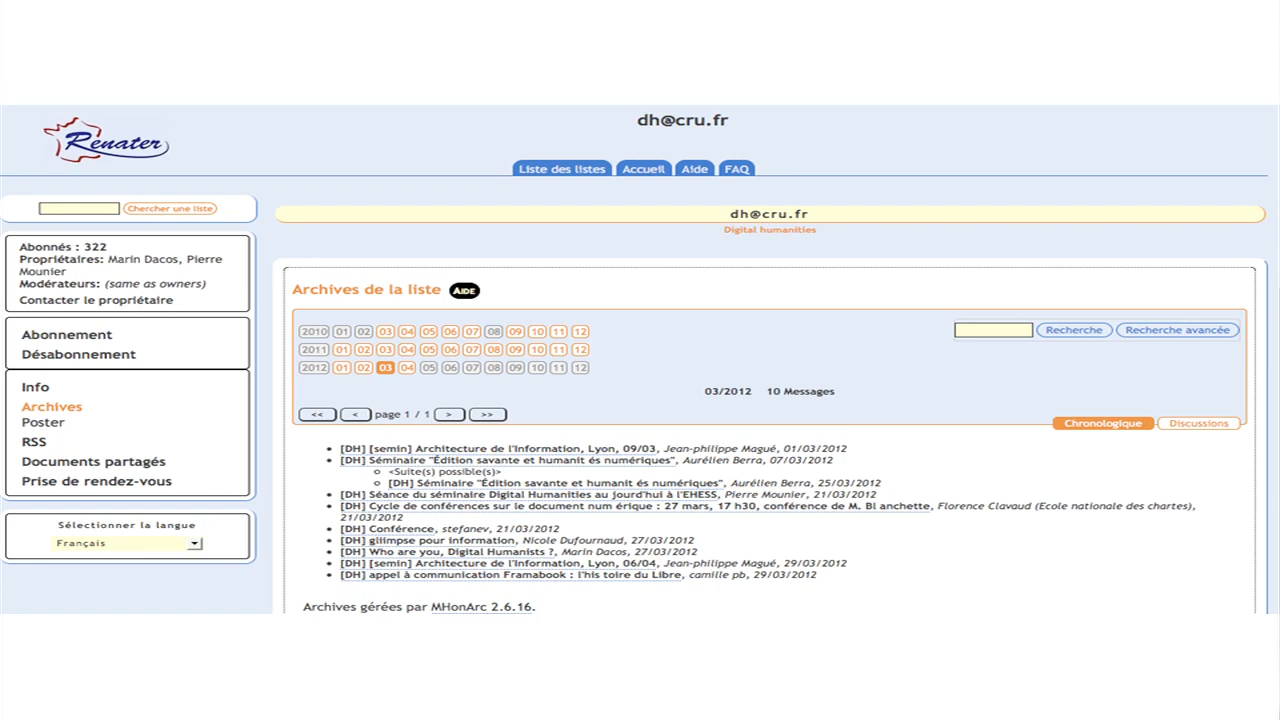 Renater
dh@cru.fr
Liste des listes Accueil Aide FAQ
Chercher une liste
Abonnés : 322
Propriétaires: Marin Dacos, Pierre
Mounier
Modérateurs: (same as owners)
Contacter le propriétaire
Abonnement
Désabonnement
Info
Archives
Poster
RSS
Documents partagés
Prise de rendez-vous
Sélectionner la langue
Français
dh@cru.fr
Digital humanities
Archives de la liste AIDE
2010 01 02 03 04 05 06 07 08 09 10 11 12
2011 01 02 03 04 05 06 07 08 09 10 11 12
2012 01 02 03 04 05 06 07 08 09 10 11 12
Recherche Recherche avancée
03/2012 10 Messages
<< < page 1 / 1 > >>
Chronologique Discussions
[DH] [semin] Architecture de l'Information, Lyon, 09/03, Jean-philippe Magué, 01/03/2012
[DH] Séminaire "Édition savante et humanit és numériques", Aurélien Berra, 07/03/2012
<Suite(s) possible(s)>
[DH] Séminaire "Édition savante et humanit és numériques", Aurélien Berra, 25/03/2012
[DH] Séance du séminaire Digital Humanities au jourd'hui à l'EHESS, Pierre Mounier, 21/03/2012
[DH] Cycle de conférences sur le document num érique : 27 mars, 17 h30, conférence de M. Bl anchette, Florence Clavaud (Ecole nationale des chartes),
21/03/2012
[DH] Conférence, stefanev, 21/03/2012
[DH] gliimpse pour information, Nicole Dufournaud, 27/03/2012
[DH] Who are you, Digital Humanists ?, Marin Dacos, 27/03/2012
[DH] [semin] Architecture de l'Information, Lyon, 06/04, Jean-philippe Magué, 29/03/2012
[DH] appel à communication Framabook : l'his toire du Libre, camille pb, 29/03/2012
Archives gérées par MHonArc 2.6.16.